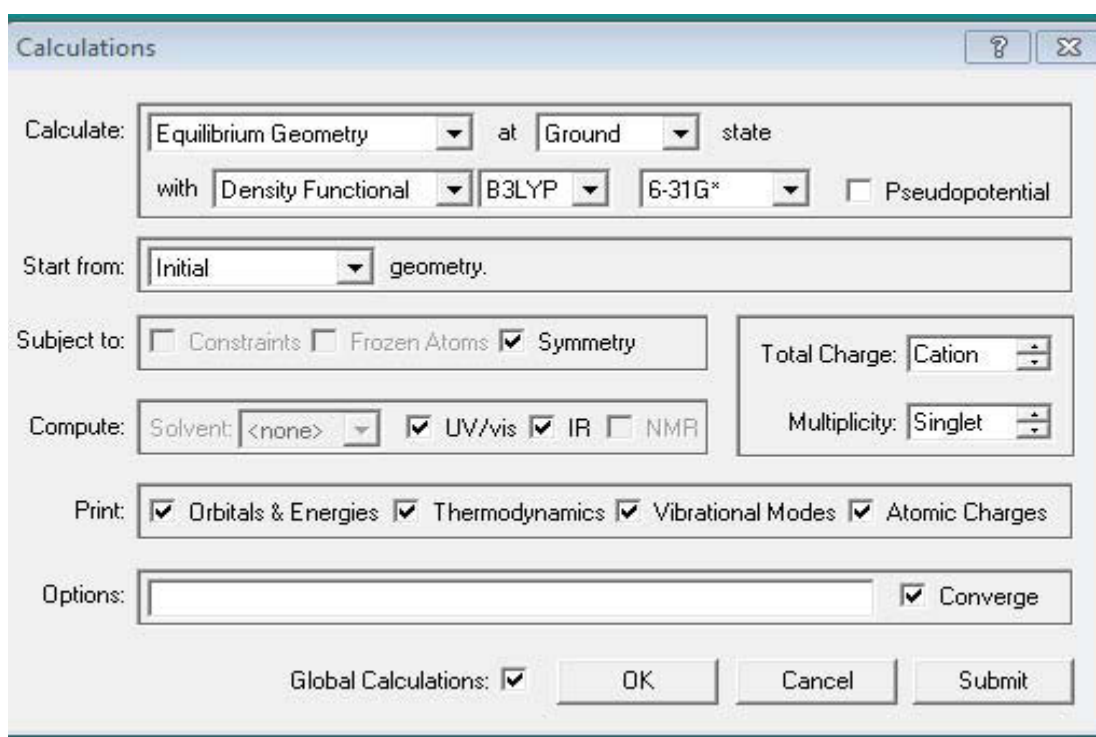 Calculations
Calculate: Equilibrium Geometry at Ground state
with Density Functional B3LYP 6-31G* Pseudopotential
Start from: Initial geometry.
Subject to: Constraints Frozen Atoms Symmetry
Total Charge: Cation
Compute: Solvent: <none> UV/vis IR NMR
Multiplicity: Singlet
Print: Orbitals & Energies Thermodynamics Vibrational Modes Atomic Charges
Options: Converge
Global Calculations: OK Cancel Submit